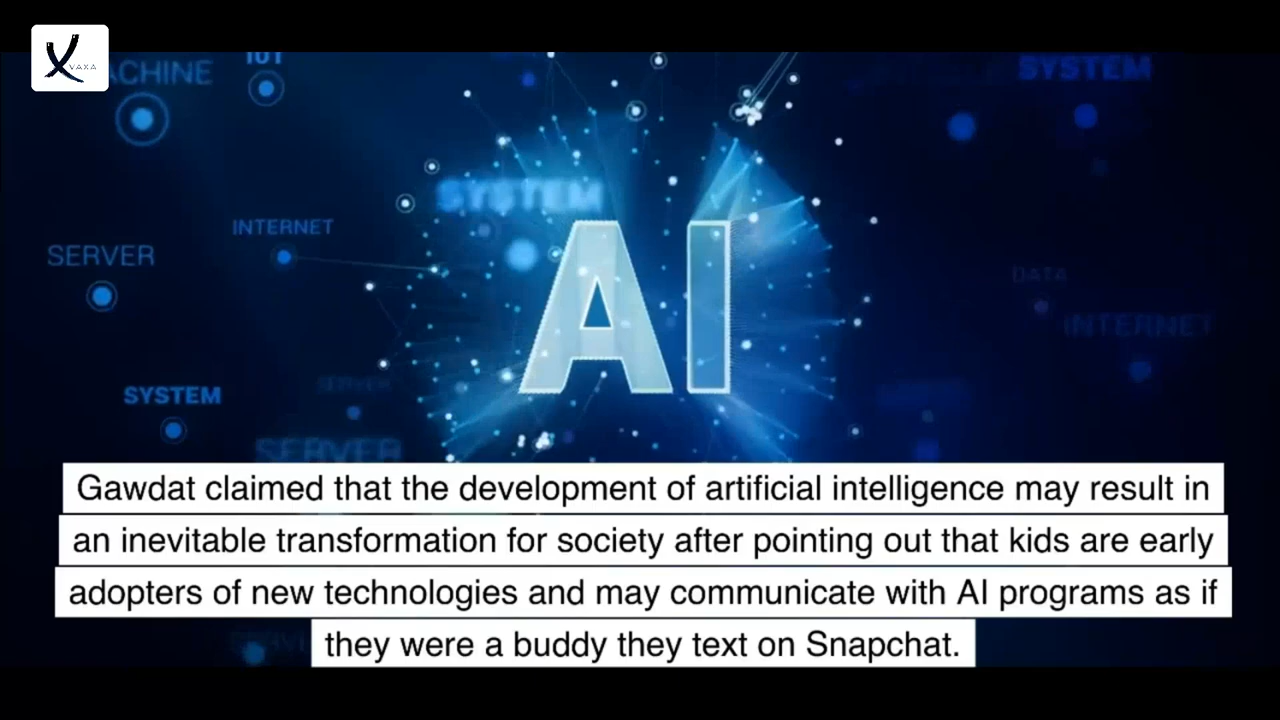 VAXA
ACHINE
IOT
SYSTEM
SYSTEM
INTERNET
SERVER
AI
DATA
INTERNET
SERVER
SYSTEM
SERVER
Gawdat claimed that the development of artificial intelligence may result in
an inevitable transformation for society after pointing out that kids are early
adopters of new technologies and may communicate with AI programs as if
they were a buddy they text on Snapchat.